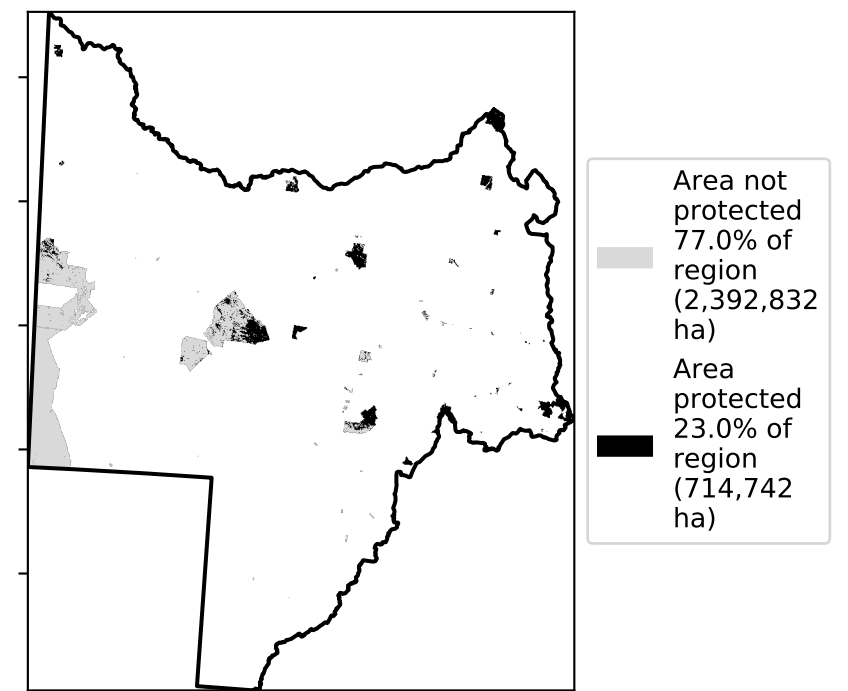 Area not
protected
77.0% of
region
(2,392,832
ha)
Area
protected
23.0% of
region
(714,742
ha)